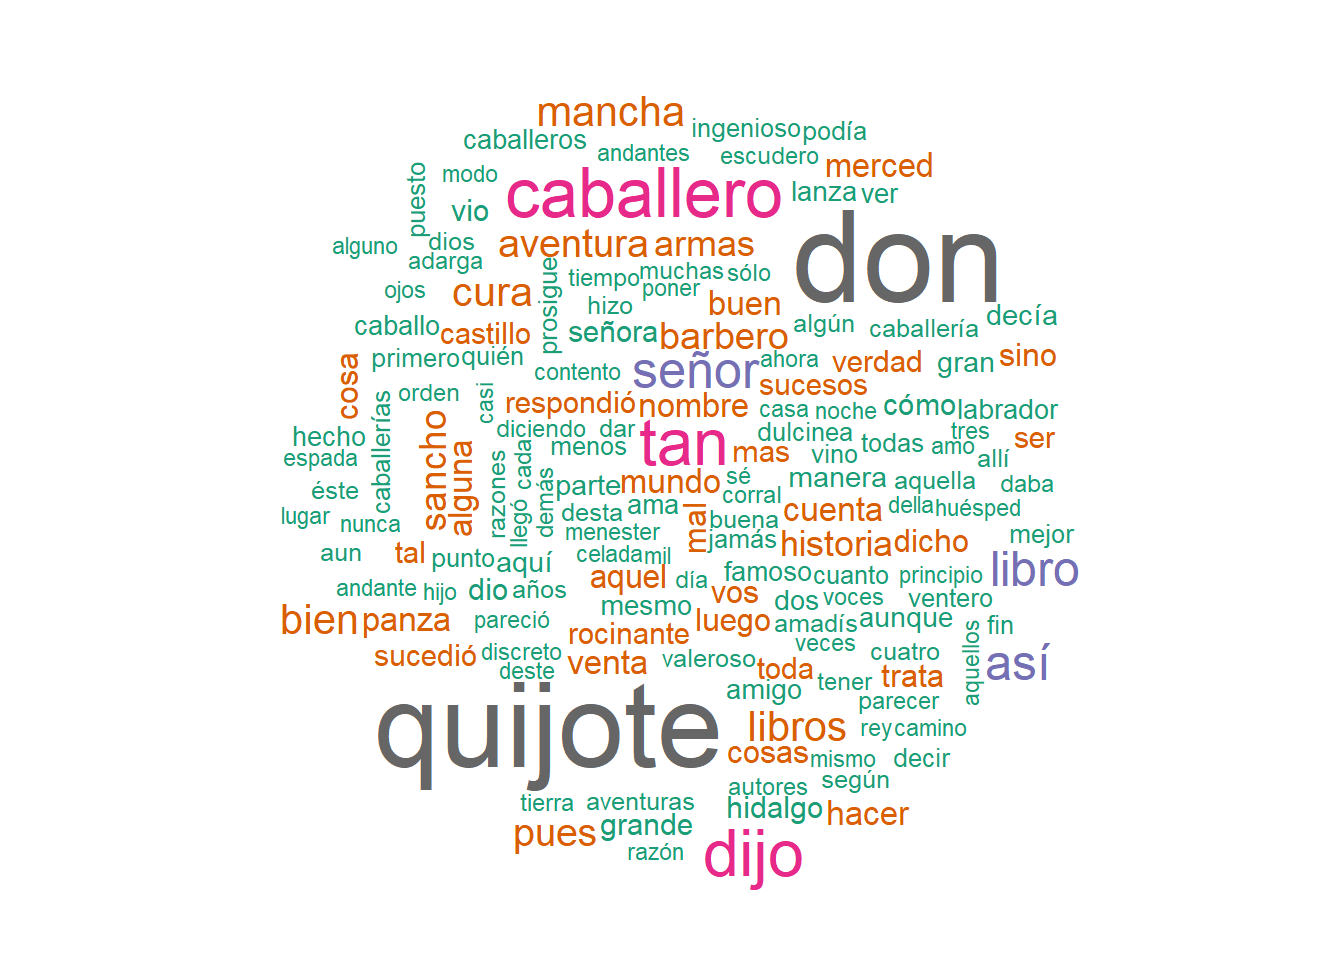 mancha
ingenioso podía
caballeros
andantes escudero
merced
modo
puesto
caballero
lanza ver
vio
don
alguno dios
aventura armas
adarga
tiempo muchas sólo
ojos
cura
prosigue
poner
hizo
buen
caballo castillo
señora barbero
algún caballería decía
primero quién
señor ahora
verdad gran sino
contento
sucesos
cosa
orden casi
respondió nombre
casa noche cómo labrador
hecho
caballerías
sancho
diciendo dar
tan
dulcinea
todas amo tres ser
espada
alguna
menos
mas vino
allí
éste
razones cada
demás
parte mundo
sé
manera aquella daba
lugar nunca
llegó
desta ama
mal
corral
cuenta
della huésped
menester
buena
aun tal punto aquí
celada mil
jamás historia dicho
mejor
andante hijo dio años
aquel día
famoso cuanto principio libro
bien panza
pareció
mesmo
vos
dos voces ventero
rocinante luego
amadís aunque fin
sucedió discreto
deste
venta valeroso
veces cuatro
aquellos
así
toda
quijote
amigo tener trata
parecer
libros rey camino
cosas mismo decir
autores según
tierra aventuras
hidalgo hacer
pues grande
razón
dijo